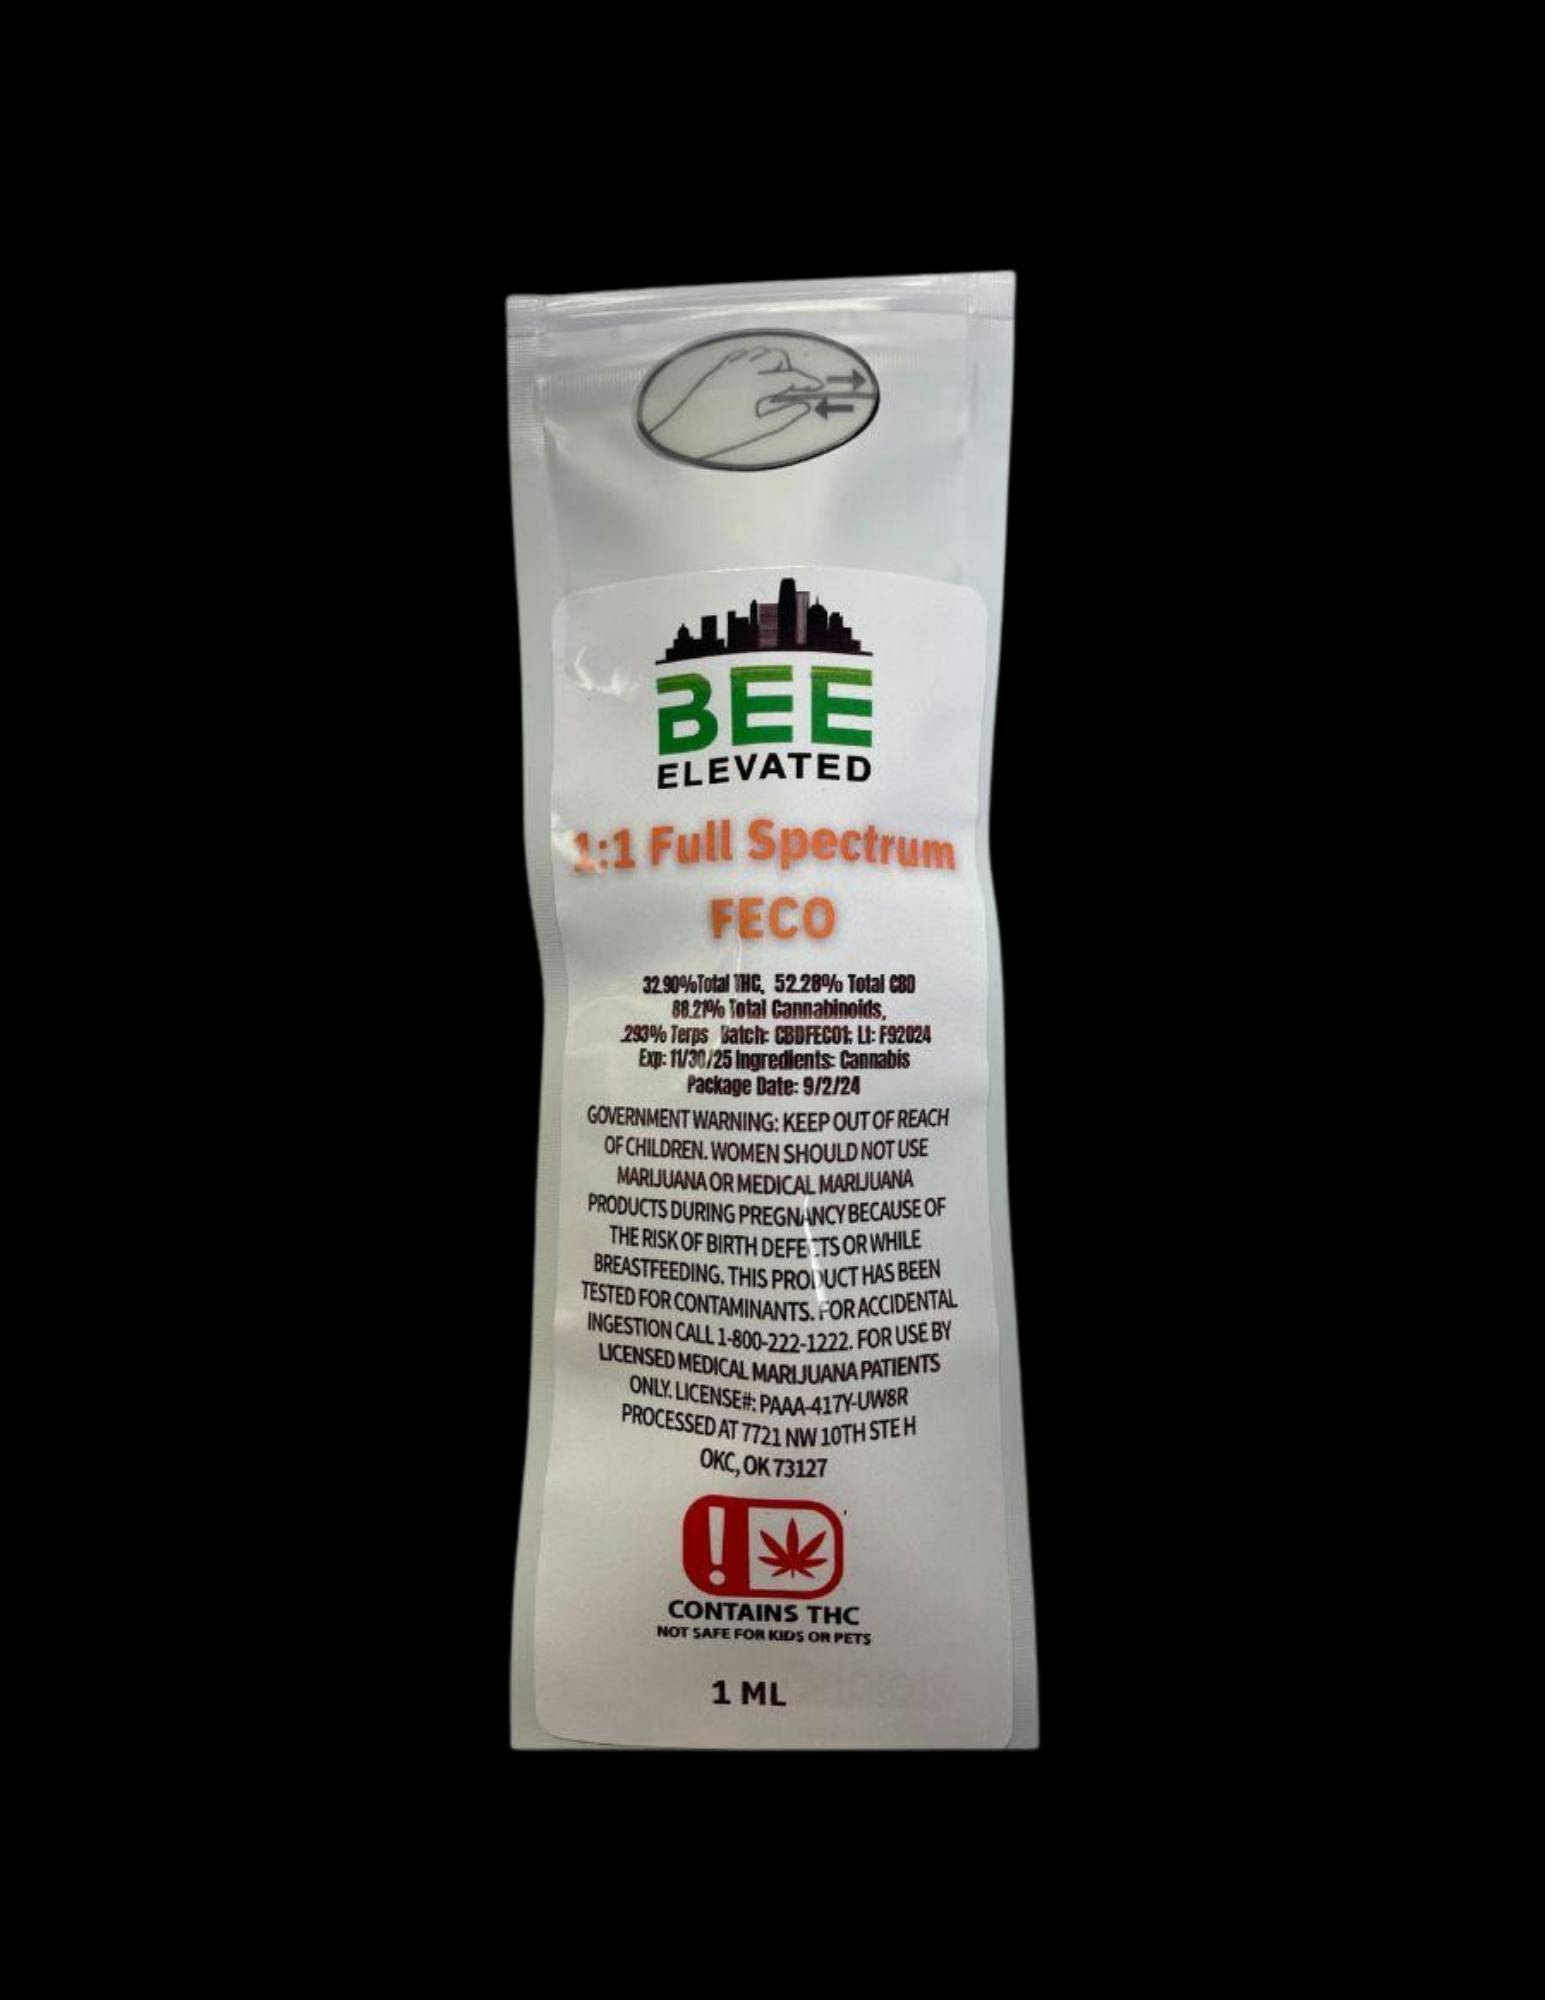 BEE
ELEVATED
1:1 Full Spectrum
FECO
32.90%Total THC, 52.28% Total CBD
88.21% Total Cannabinoids,
.293% Terps Batch: CBDFECO1; Lt: F92024
Exp: 11/30/25 Ingredients: Cannabis
Package Date: 9/2/24
GOVERNMENT WARNING: KEEP OUT OF REACH
OF CHILDREN. WOMEN SHOULD NOT USE
MARIJUANA OR MEDICAL MARIJUANA
PRODUCTS DURING PREGNANCY BECAUSE OF
THE RISK OF BIRTH DEFECTS OR WHILE
BREASTFEEDING. THIS PRODUCT HAS BEEN
TESTED FOR CONTAMINANTS. FOR ACCIDENTAL
INGESTION CALL 1-800-222-1222. FOR USE BY
LICENSED MEDICAL MARIJUANA PATIENTS
ONLY. LICENSE#: PAAA-417Y-UW8R
PROCESSED AT 7721 NW 10TH STE H
OKC, OK 73127
CONTAINS THC
NOT SAFE FOR KIDS OR PETS
1 ML